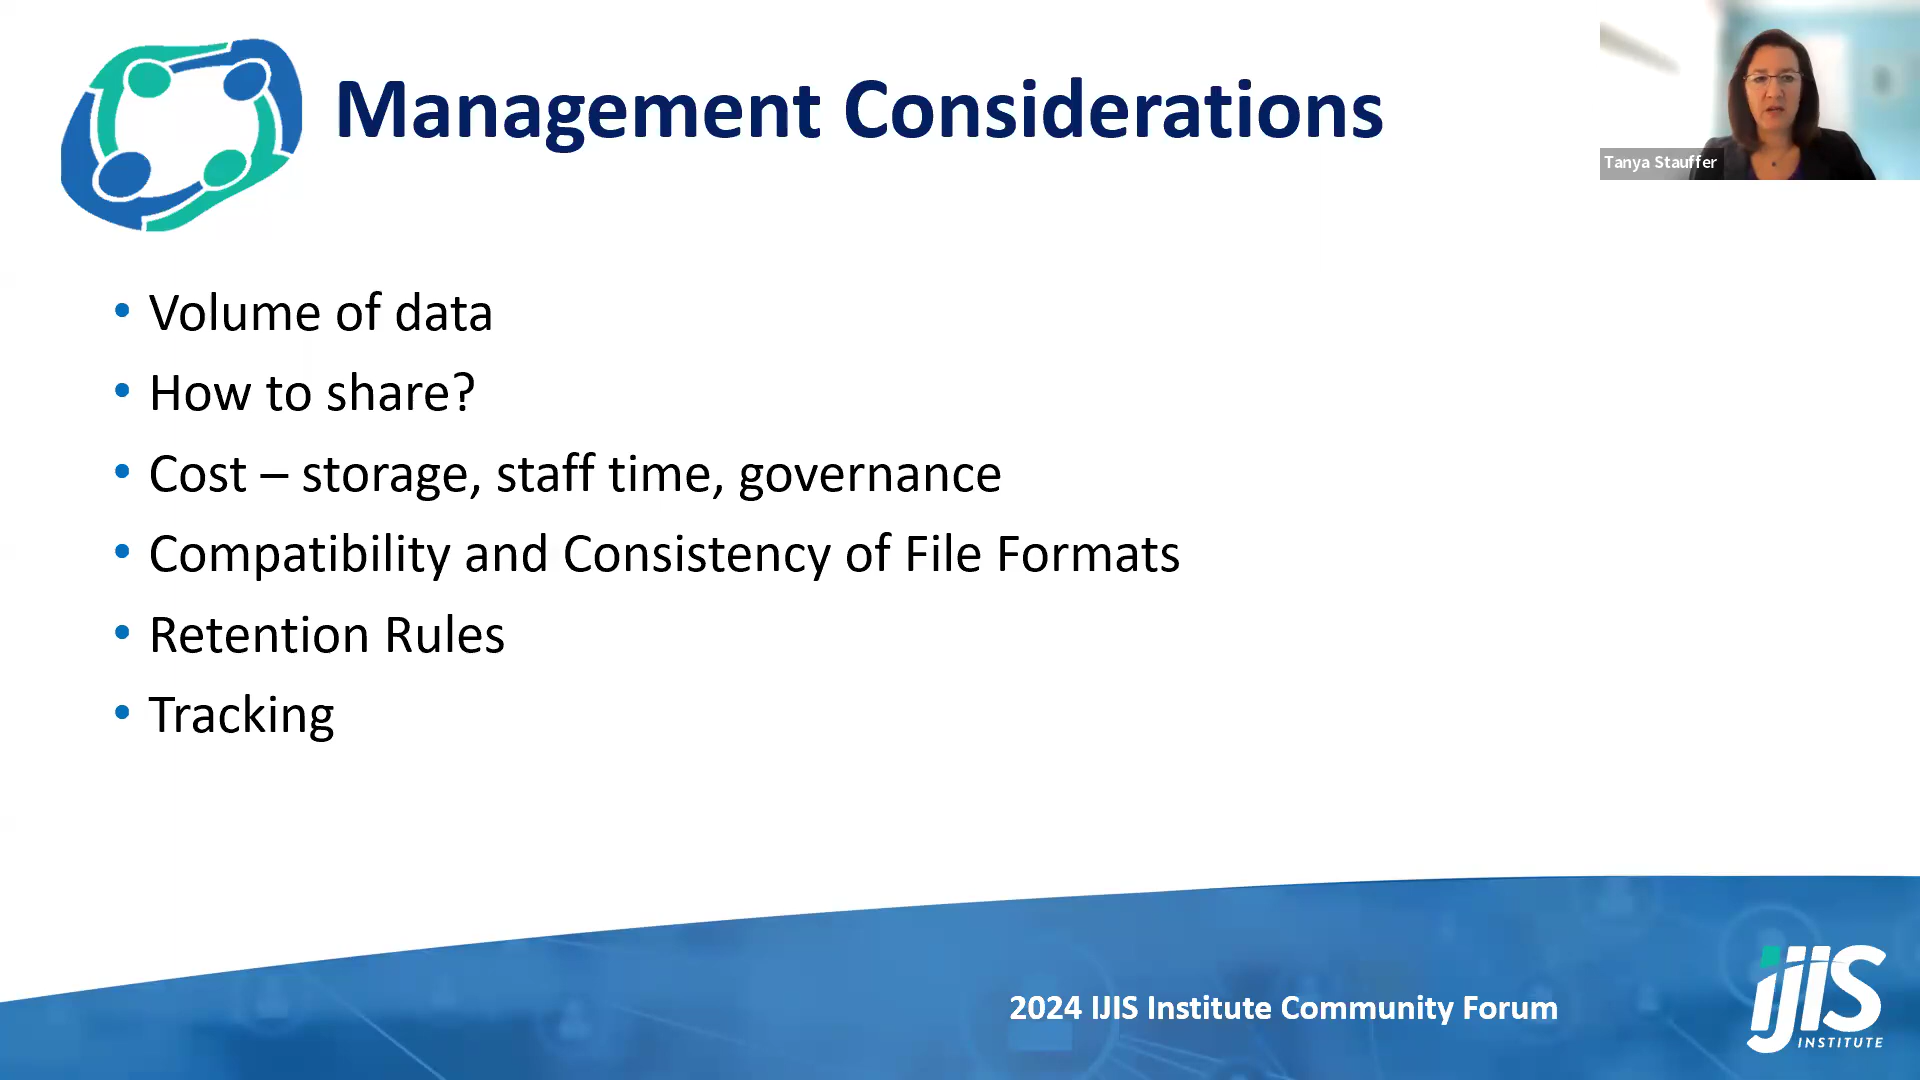 Management Considerations
Tanya Stauffer
• Volume of data
• How to share?
• Cost – storage, staff time, governance
• Compatibility and Consistency of File Formats
• Retention Rules
• Tracking
2024 IJIS Institute Community Forum
IJIS
INSTITUTE